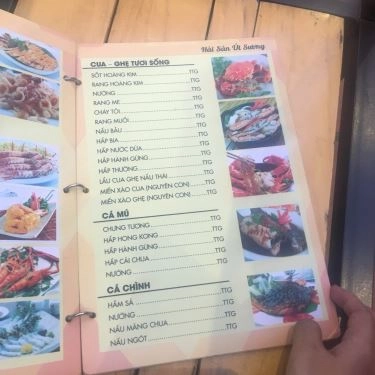 Hải Sản Út Sương
CUA – GHẸ TƯƠI SỐNG
SỐT HOÀNG KIM ........ TTG
RANG HOÀNG KIM ........ TTG
NƯỚNG ........ TTG
RANG ME ........ TTG
CHÁY TỎI ........ TTG
RANG MUỐI ........ TTG
NẤU BẦU ........ TTG
HẤP BIA ........ TTG
HẤP NƯỚC DỪA ........ TTG
HẤP HÀNH GỪNG ........ TTG
HẤP THƯỜNG ........ TTG
LẨU CUA GHẸ NẤU THÁI ........ TTG
MIẾN XÀO CUA (NGUYÊN CON) ........ TTG
MIẾN XÀO GHẸ (NGUYÊN CON) ........ TTG
CÁ MÚ
CHƯNG TƯƠNG ........ TTG
HẤP HONG KONG ........ TTG
HẤP HÀNH GỪNG ........ TTG
HẤP CẢI CHUA ........ TTG
NƯỚNG ........ TTG
CÁ CHÌNH
HẦM SẢ ........ TTG
NƯỚNG ........ TTG
NẤU MĂNG CHUA ........ TTG
NẤU NGÓT ........ TTG